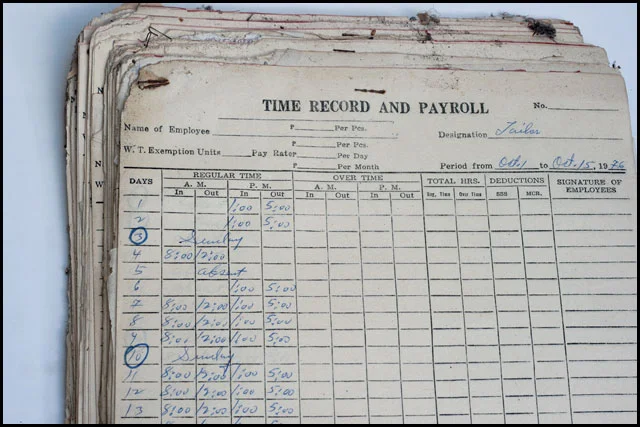 TIME RECORD AND PAYROLL
No.
Name of Employee P Per Pcs. Designation Tailor
P Per Pcs.
W. T. Exemption Units Pay Rate P Per Day
P Per Month Period from Oct. 1 to Oct. 15, 1976
DAYS REGULAR TIME OVER TIME TOTAL HRS. DEDUCTIONS SIGNATURE OF EMPLOYEES
A. M. P. M. A. M. P. M.
In Out In Out In Out In Out Reg. Time Over Time SSS MCR.
1 1:00 5:00
2 1:00 5:00
3 Sunday
4 8:00 12:00
5 absent
6 1:00 5:00
7 8:00 12:00 1:00 5:00
8 8:00 12:00 1:00 5:00
9 8:00 12:00 1:00 5:00
10 Sunday
11 8:00 12:00 1:00 5:00
12 8:00 12:00 1:00 5:00
13 8:00 12:00 1:00 5:00